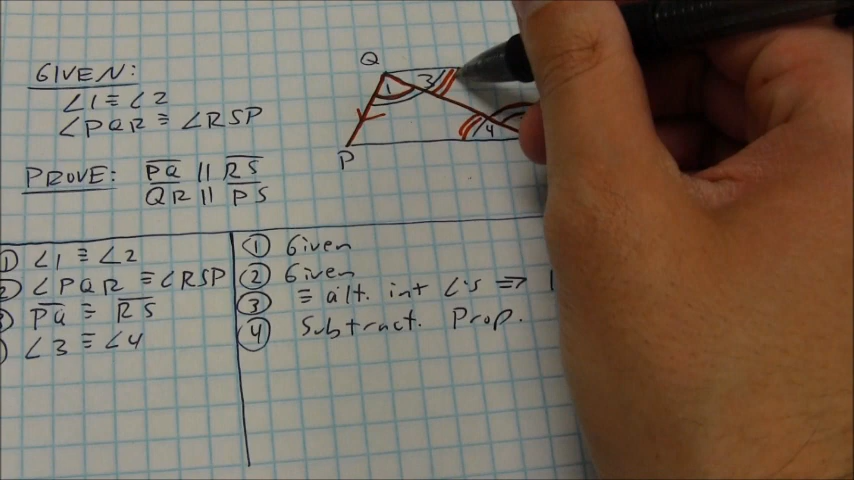 GIVEN:
∠1 ≅ ∠2
∠PQR ≅ ∠RSP
PROVE: PQ || RS
QR || PS
Q
1
3
4
P
① ∠1 ≅ ∠2
② ∠PQR ≅ ∠RSP
③ PQ ≅ RS
∠3 ≅ ∠4
① Given
② Given
③ ≅ alt. int ∠'s ⇒
④ Subtract. Prop.